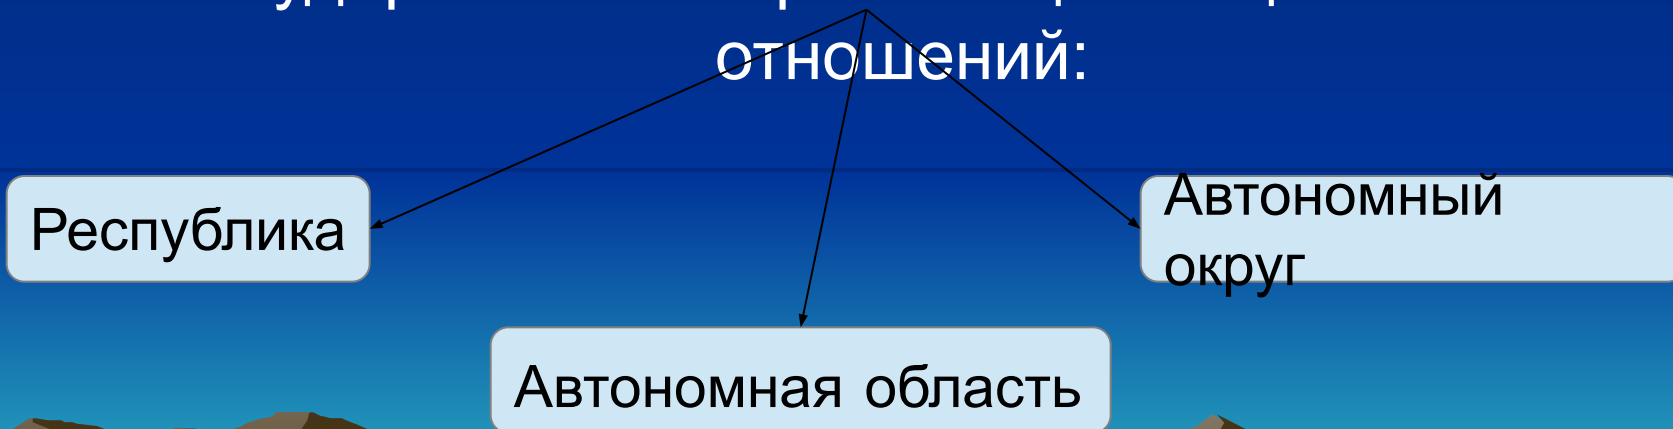 отношений:
Республика
Автономный
округ
Автономная область